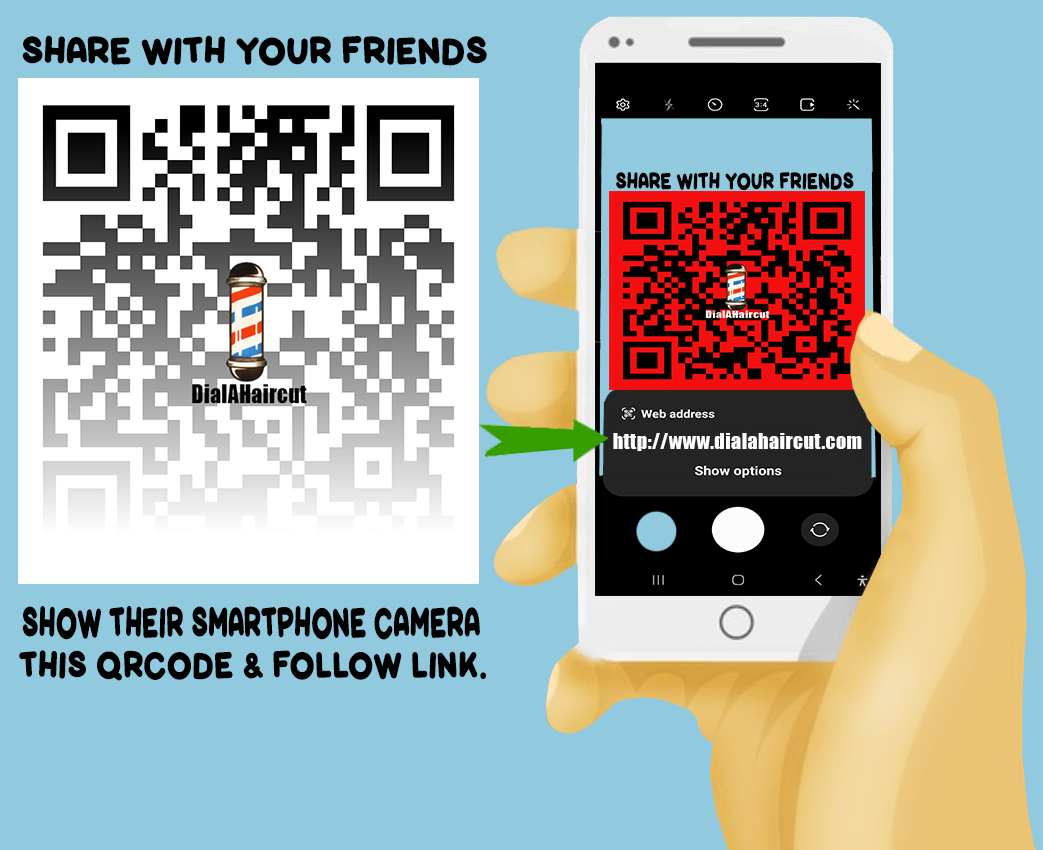 SHARE WITH YOUR FRIENDS
DialAHaircut
SHOW THEIR SMARTPHONE CAMERA
THIS QRCODE & FOLLOW LINK.
3:4
SHARE WITH YOUR FRIENDS
DialAHaircut
Web address
http://www.dialahaircut.com
Show options